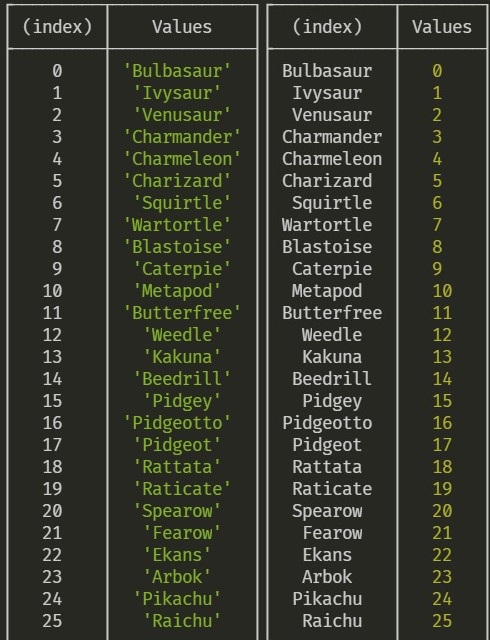 (index) Values (index) Values
0 'Bulbasaur' Bulbasaur 0
1 'Ivysaur' Ivysaur 1
2 'Venusaur' Venusaur 2
3 'Charmander' Charmander 3
4 'Charmeleon' Charmeleon 4
5 'Charizard' Charizard 5
6 'Squirtle' Squirtle 6
7 'Wartortle' Wartortle 7
8 'Blastoise' Blastoise 8
9 'Caterpie' Caterpie 9
10 'Metapod' Metapod 10
11 'Butterfree' Butterfree 11
12 'Weedle' Weedle 12
13 'Kakuna' Kakuna 13
14 'Beedrill' Beedrill 14
15 'Pidgey' Pidgey 15
16 'Pidgeotto' Pidgeotto 16
17 'Pidgeot' Pidgeot 17
18 'Rattata' Rattata 18
19 'Raticate' Raticate 19
20 'Spearow' Spearow 20
21 'Fearow' Fearow 21
22 'Ekans' Ekans 22
23 'Arbok' Arbok 23
24 'Pikachu' Pikachu 24
25 'Raichu' Raichu 25